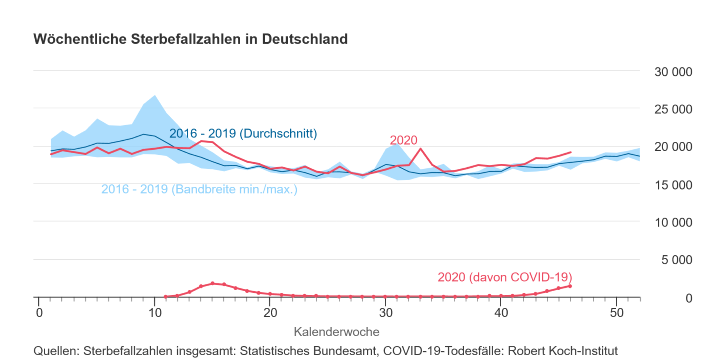 Wöchentliche Sterbefallzahlen in Deutschland
30 000
25 000
2016 - 2019 (Durchschnitt)
2020
20 000
2016 - 2019 (Bandbreite min./max.)
15 000
10 000
5 000
2020 (davon COVID-19)
0
0 10 20 30 40 50
Kalenderwoche
Quellen: Sterbefallzahlen insgesamt: Statistisches Bundesamt, COVID-19-Todesfälle: Robert Koch-Institut